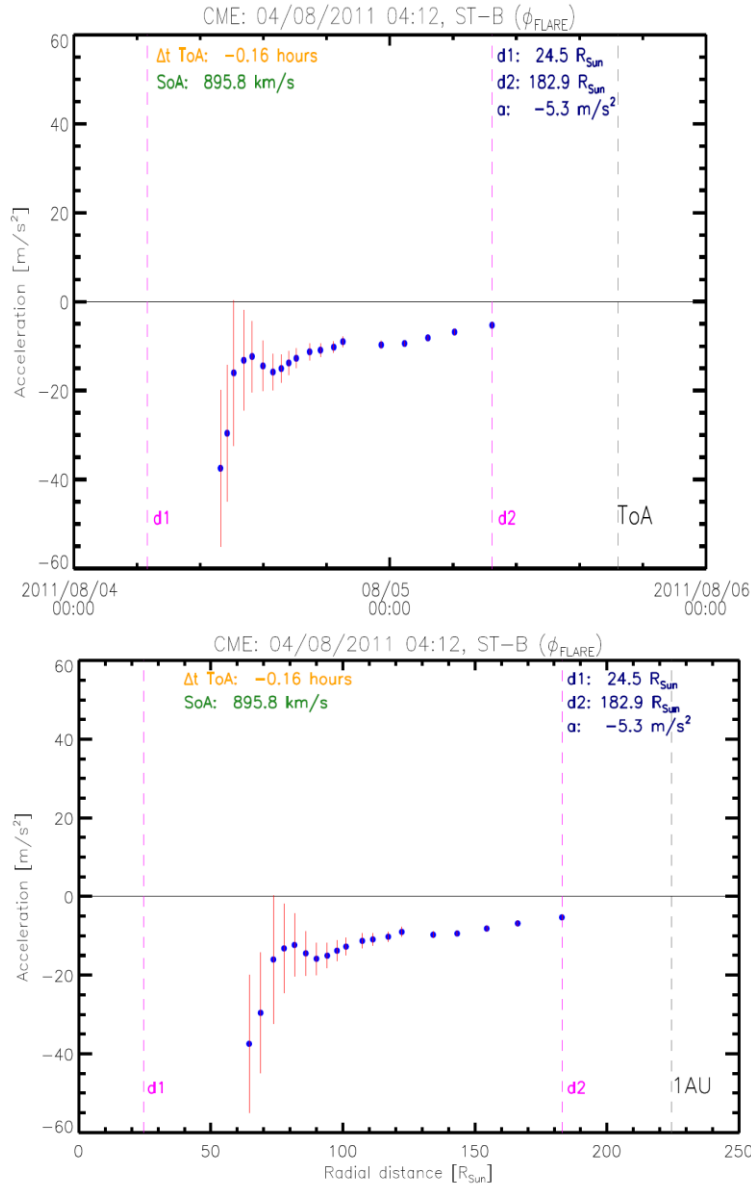 CME: 04/08/2011 04:12, ST-B (ϕFLARE)
Δt ToA: −0.16 hours
SoA: 895.8 km/s
d1: 24.5 RSun
d2: 182.9 RSun
a: −5.3 m/s²
60
40
20
0
−20
−40
−60
Acceleration [m/s²]
d1
d2
ToA
2011/08/04
00:00
08/05
00:00
2011/08/06
00:00
CME: 04/08/2011 04:12, ST-B (ϕFLARE)
Δt ToA: −0.16 hours
SoA: 895.8 km/s
d1: 24.5 RSun
d2: 182.9 RSun
a: −5.3 m/s²
60
40
20
0
−20
−40
−60
Acceleration [m/s²]
d1
d2
1AU
0
50
100
150
200
250
Radial distance [RSun]